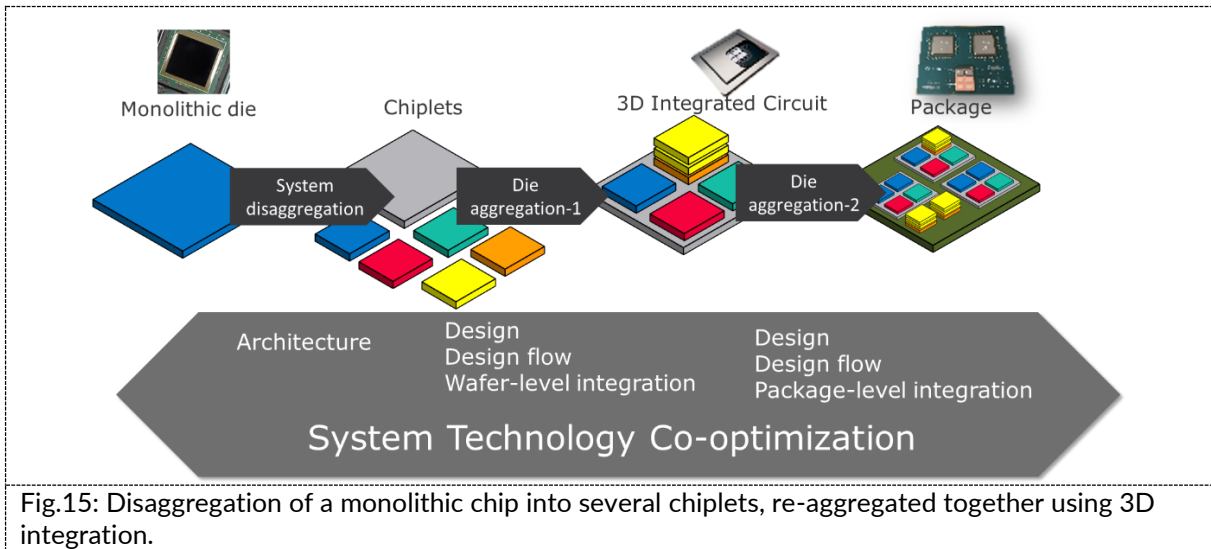 Monolithic die
Chiplets
3D Integrated Circuit
Package
System
disaggregation
Die
aggregation-1
Die
aggregation-2
Architecture
Design
Design flow
Wafer-level integration
Design
Design flow
Package-level integration
System Technology Co-optimization
Fig.15: Disaggregation of a monolithic chip into several chiplets, re-aggregated together using 3D
integration.